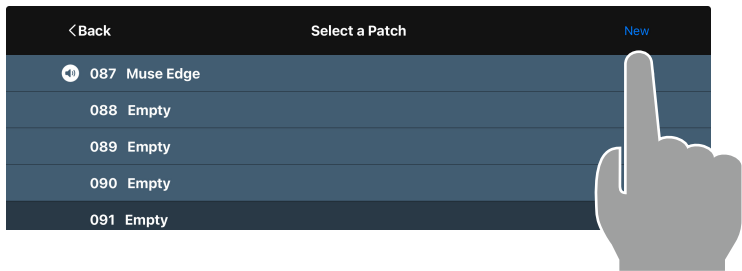 Back Select a Patch New
087 Muse Edge
088 Empty
089 Empty
090 Empty
091 Empty